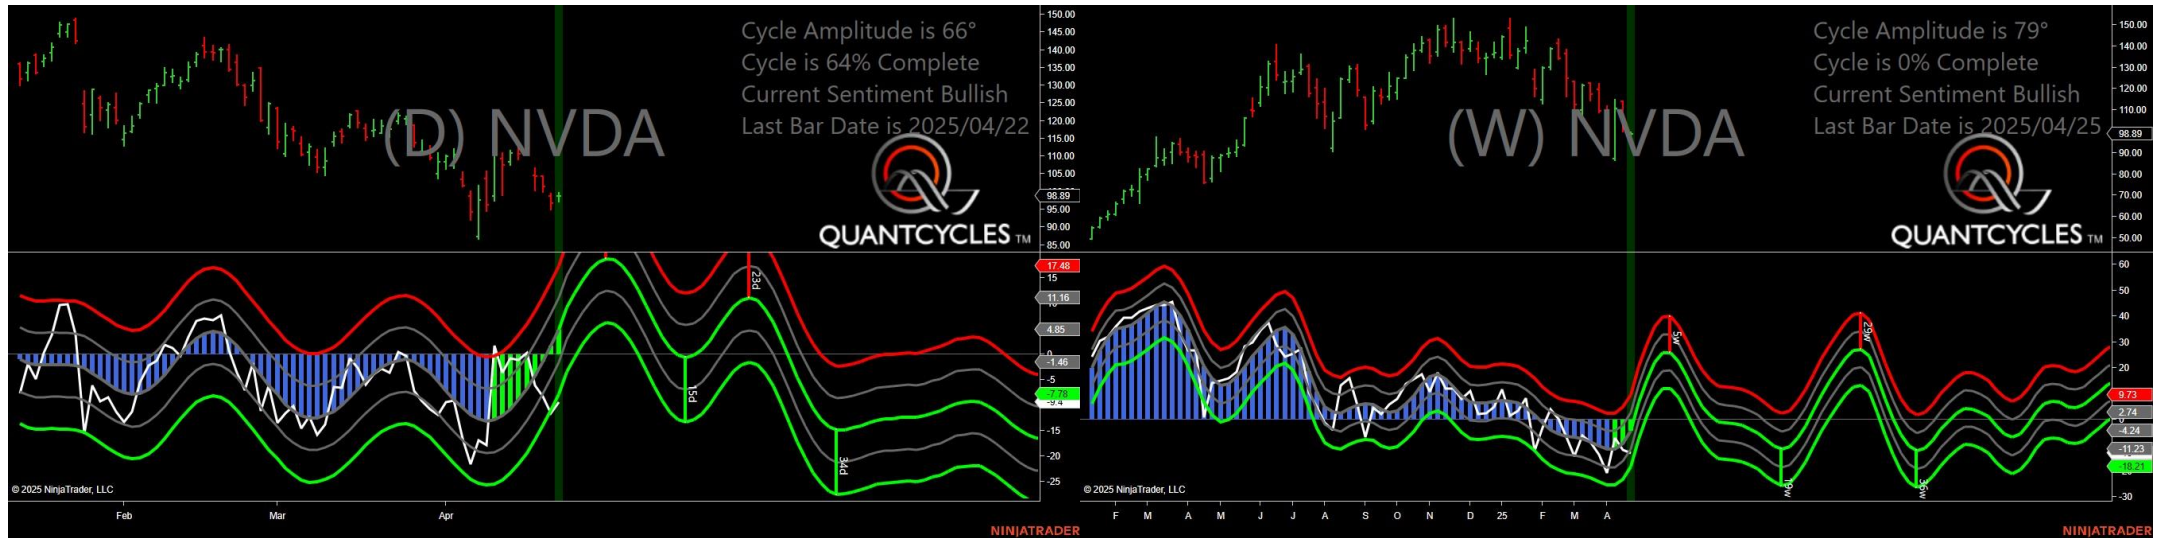 Cycle Amplitude is 66°
Cycle is 64% Complete
Current Sentiment Bullish
Last Bar Date is 2025/04/22
(D) NVDA
QUANTCYCLES TM
150.00
145.00
140.00
135.00
130.00
125.00
120.00
115.00
110.00
105.00
98.89
95.00
90.00
85.00
17.48
15
11.16
4.85
0
-1.46
-5
-7.78
-9.4
-15
-20
-25
23d
15d
34d
© 2025 NinjaTrader, LLC
Feb Mar Apr
NINJATRADER
Cycle Amplitude is 79°
Cycle is 0% Complete
Current Sentiment Bullish
Last Bar Date is 2025/04/25
(W) NVDA
QUANTCYCLES TM
150.00
140.00
130.00
120.00
110.00
98.89
90.00
80.00
70.00
60.00
50.00
60
50
40
30
20
9.73
2.74
-4.24
-11.23
-18.21
-30
5w
29w
19w
36w
© 2025 NinjaTrader, LLC
F M A M J J A S O N D 25 F M A
NINJATRADER